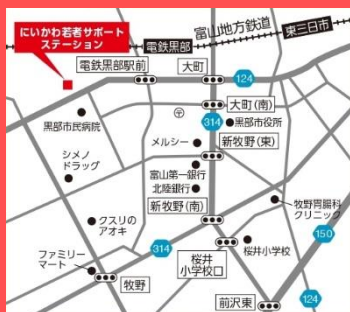 にいかわ若者サポート
ステーション
電鉄黒部
富山地方鉄道
東三日市
電鉄黒部駅前
大町
124
大町(南)
黒部市民病院
〒
314
黒部市役所
シメノ
ドラッグ
メルシー
新牧野(東)
富山第一銀行
北陸銀行
クスリの
アオキ
新牧野(南)
牧野胃腸科
クリニック
314
桜井小学校
150
ファミリー
マート
牧野
桜井
小学校口
前沢東
124